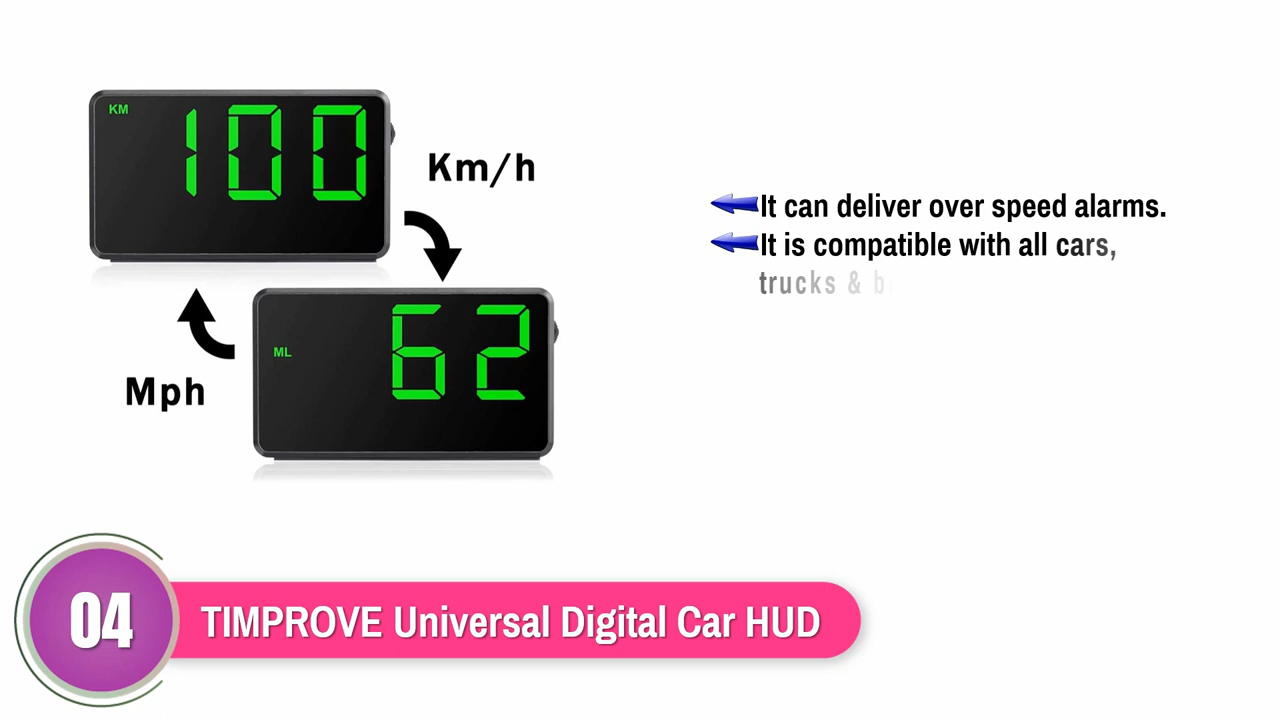 KM
100
Km/h
ML
62
Mph
It can deliver over speed alarms.
It is compatible with all cars,
trucks &
04
TIMPROVE Universal Digital Car HUD